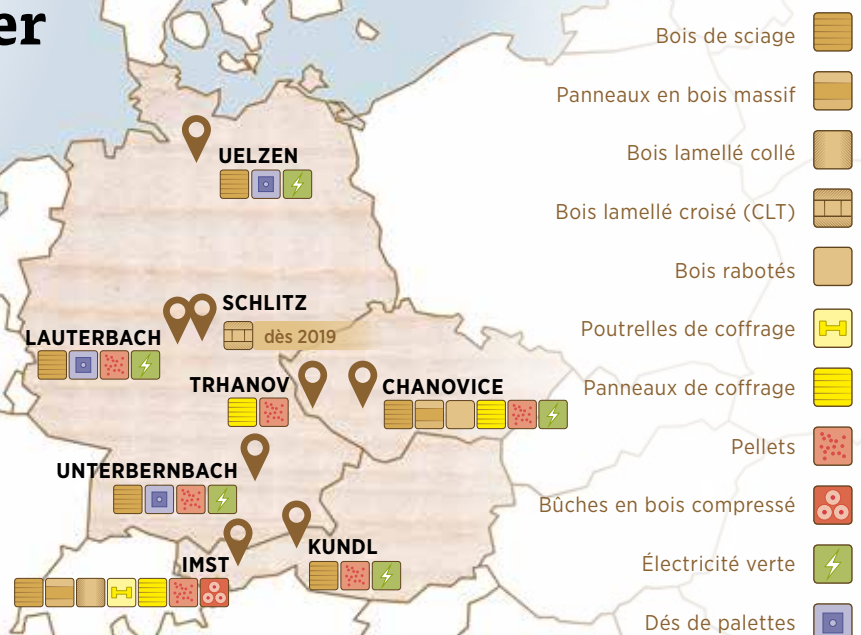 er
Bois de sciage
Panneaux en bois massif
Bois lamellé collé
Bois lamellé croisé (CLT)
Bois rabotés
Poutrelles de coffrage
Panneaux de coffrage
Pellets
Bûches en bois compressé
Électricité verte
Dés de palettes
UELZEN
SCHLITZ
dès 2019
LAUTERBACH
TRHANOV
CHANOVICE
UNTERBERNBACH
IMST
KUNDL